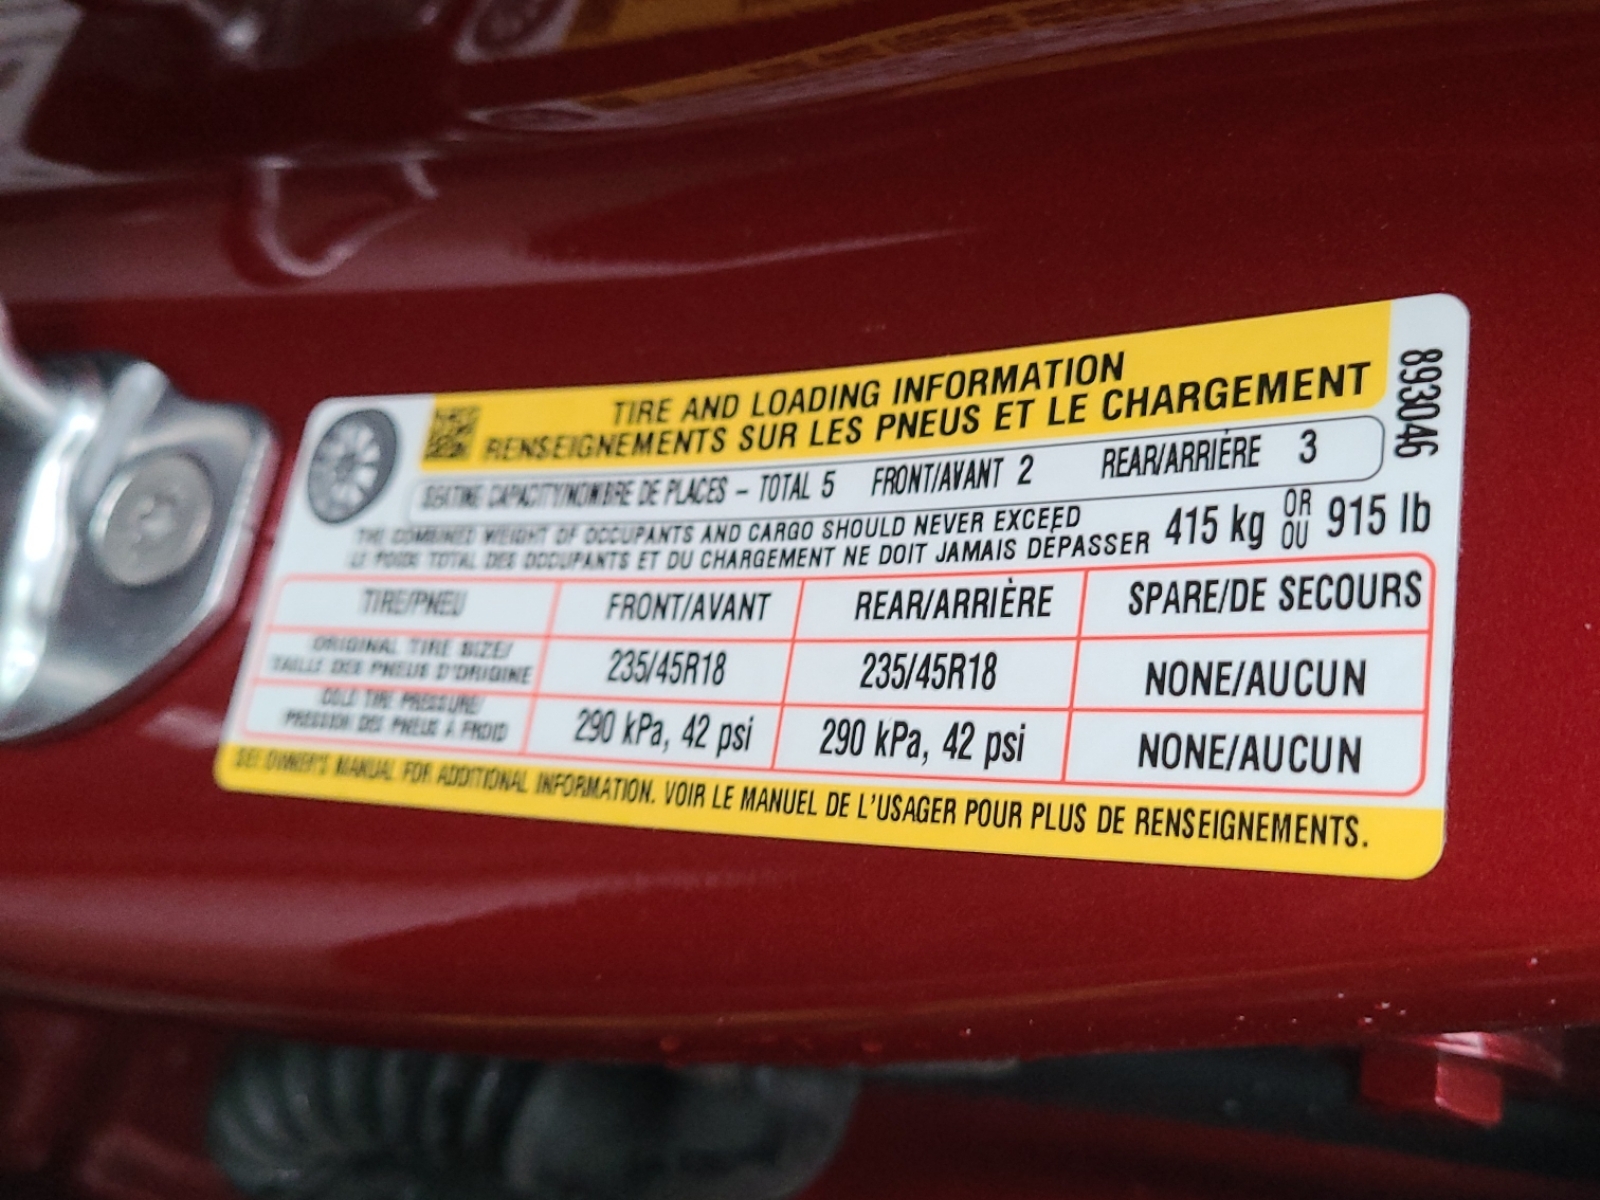 TIRE AND LOADING INFORMATION
RENSEIGNEMENTS SUR LES PNEUS ET LE CHARGEMENT
893046
SEATING CAPACITY/NOMBRE DE PLACES – TOTAL 5 FRONT/AVANT 2 REAR/ARRIÈRE 3
THE COMBINED WEIGHT OF OCCUPANTS AND CARGO SHOULD NEVER EXCEED
LE POIDS TOTAL DES OCCUPANTS ET DU CHARGEMENT NE DOIT JAMAIS DÉPASSER
415 kg OR OU 915 lb
TIRE/PNEU FRONT/AVANT REAR/ARRIÈRE SPARE/DE SECOURS
ORIGINAL TIRE SIZE/
TAILLE DES PNEUS D'ORIGINE
235/45R18 235/45R18 NONE/AUCUN
COLD TIRE PRESSURE/
PRESSION DES PNEUS À FROID
290 kPa, 42 psi 290 kPa, 42 psi NONE/AUCUN
SEE OWNER'S MANUAL FOR ADDITIONAL INFORMATION. VOIR LE MANUEL DE L'USAGER POUR PLUS DE RENSEIGNEMENTS.